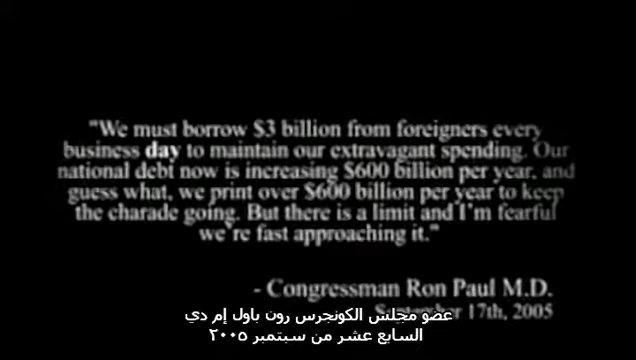 "We must borrow $3 billion from foreigners every
business day to maintain our extravagant spending. Our
national debt now is increasing $600 billion per year, and
guess what, we print over $600 billion per year to keep
the charade going. But there is a limit and I'm fearful
we're fast approaching it."
- Congressman Ron Paul M.D.
September 17th, 2005
عضو مجلس الكونجرس رون باول إم دي
السابع عشر من سبتمبر ٢٠٠٥